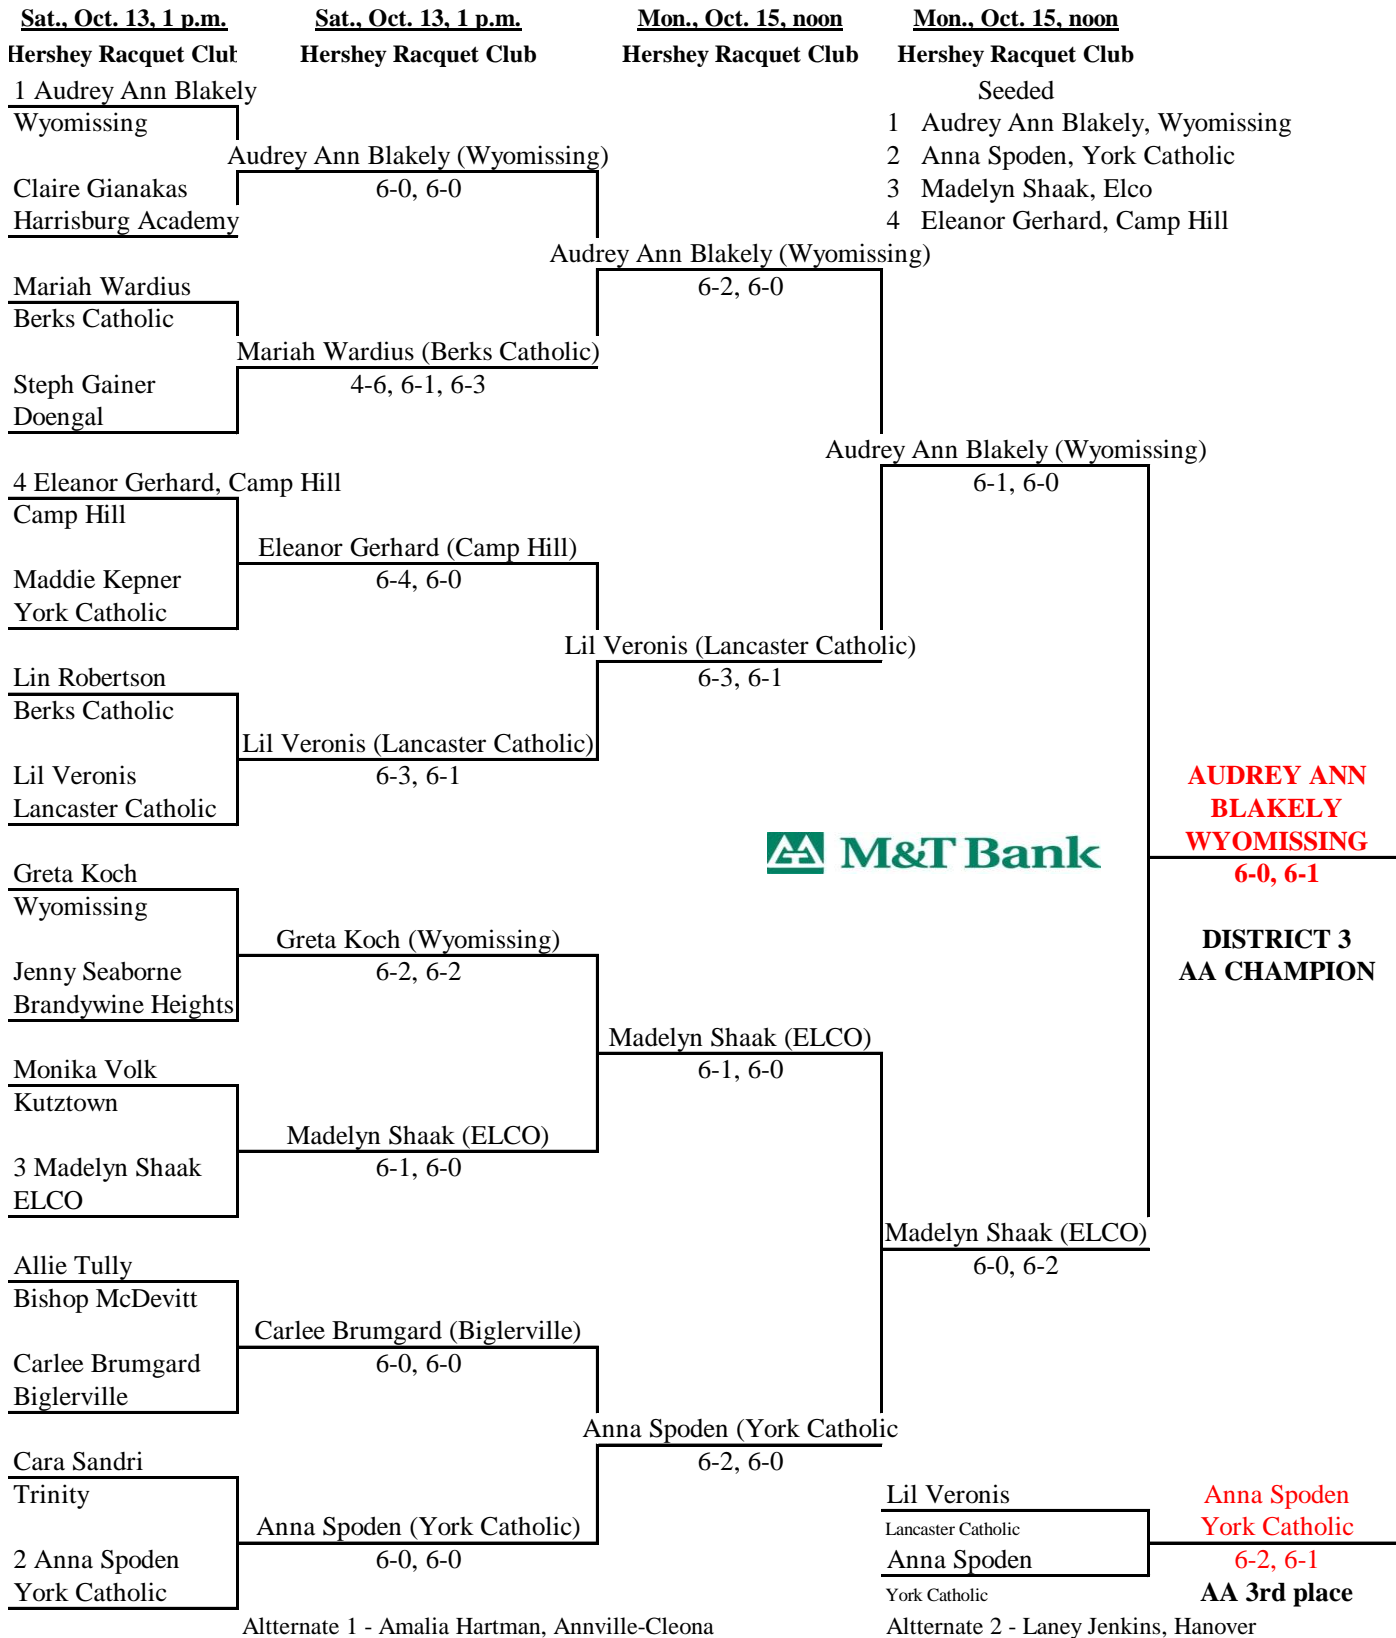 Sat., Oct. 13, 1 p.m.
Sat., Oct. 13, 1 p.m.
Mon., Oct. 15, noon
Mon., Oct. 15, noon
Hershey Racquet Club
Hershey Racquet Club
Hershey Racquet Club
Hershey Racquet Club
1 Audrey Ann Blakely
Wyomissing
Claire Gianakas
Harrisburg Academy
Mariah Wardius
Berks Catholic
Steph Gainer
Doengal
4 Eleanor Gerhard, Camp Hill
Camp Hill
Maddie Kepner
York Catholic
Lin Robertson
Berks Catholic
Lil Veronis
Lancaster Catholic
Greta Koch
Wyomissing
Jenny Seaborne
Brandywine Heights
Monika Volk
Kutztown
3 Madelyn Shaak
ELCO
Allie Tully
Bishop McDevitt
Carlee Brumgard
Biglerville
Cara Sandri
Trinity
2 Anna Spoden
York Catholic
Audrey Ann Blakely (Wyomissing)
6-0, 6-0
Mariah Wardius (Berks Catholic)
4-6, 6-1, 6-3
Eleanor Gerhard (Camp Hill)
6-4, 6-0
Lil Veronis (Lancaster Catholic)
6-3, 6-1
Greta Koch (Wyomissing)
6-2, 6-2
Madelyn Shaak (ELCO)
6-1, 6-0
Carlee Brumgard (Biglerville)
6-0, 6-0
Anna Spoden (York Catholic)
6-0, 6-0
Audrey Ann Blakely (Wyomissing)
6-2, 6-0
Lil Veronis (Lancaster Catholic)
6-3, 6-1
Madelyn Shaak (ELCO)
6-1, 6-0
Anna Spoden (York Catholic
6-2, 6-0
Seeded
1 Audrey Ann Blakely, Wyomissing
2 Anna Spoden, York Catholic
3 Madelyn Shaak, Elco
4 Eleanor Gerhard, Camp Hill
Audrey Ann Blakely (Wyomissing)
6-1, 6-0
M&T Bank
Madelyn Shaak (ELCO)
6-0, 6-2
AUDREY ANN
BLAKELY
WYOMISSING
6-0, 6-1
DISTRICT 3
AA CHAMPION
Lil Veronis
Lancaster Catholic
Anna Spoden
York Catholic
Anna Spoden
York Catholic
6-2, 6-1
AA 3rd place
Altternate 1 - Amalia Hartman, Annville-Cleona
Altternate 2 - Laney Jenkins, Hanover